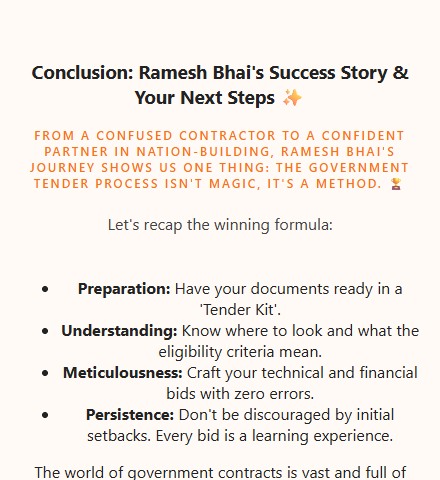 Conclusion: Ramesh Bhai's Success Story &
Your Next Steps ✨
FROM A CONFUSED CONTRACTOR TO A CONFIDENT
PARTNER IN NATION-BUILDING, RAMESH BHAI'S
JOURNEY SHOWS US ONE THING: THE GOVERNMENT
TENDER PROCESS ISN'T MAGIC, IT'S A METHOD. 🏆
Let's recap the winning formula:
• Preparation: Have your documents ready in a
'Tender Kit'.
• Understanding: Know where to look and what the
eligibility criteria mean.
• Meticulousness: Craft your technical and financial
bids with zero errors.
• Persistence: Don't be discouraged by initial
setbacks. Every bid is a learning experience.
The world of government contracts is vast and full of